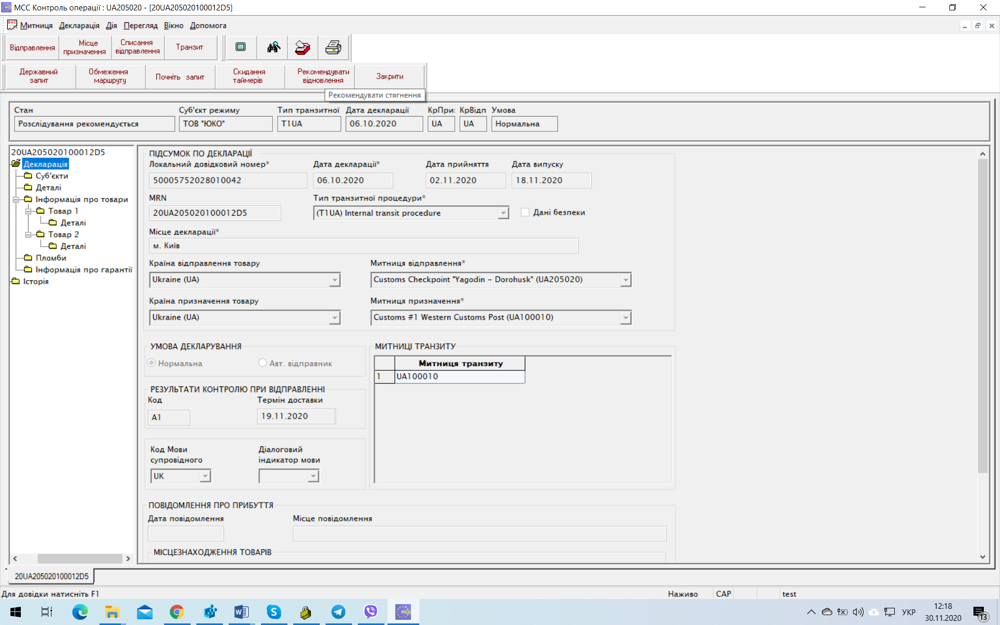 МСС Контроль операції : UA205020 - [20UA205020100012D5]
Митниця Декларація Дія Перегляд Вікно Допомога
Відправлення
Місце призначення
Списання відправлення
Транзит
Державний запит
Обмеження маршруту
Почніть запит
Скидання таймерів
Рекомендувати відновлення
Закрити
Рекомендувати стягнення
Стан Суб'єкт режиму Тип транзитної Дата декларації КрПри: КрВідп Умова
Розслідування рекомендується ТОВ "ЮКО" T1UA 06.10.2020 UA UA Нормальна
20UA205020100012D5
Декларація
Суб'єкти
Деталі
Інформація про товари
Товар 1
Деталі
Товар 2
Деталі
Пломби
Інформація про гарантії
Історія
ПІДСУМОК ПО ДЕКЛАРАЦІЇ
Локальний довідковий номер* Дата декларації* Дата прийняття Дата випуску
50005752028010042 06.10.2020 02.11.2020 18.11.2020
MRN Тип транзитної процедури*
20UA205020100012D5 (T1UA) Internal transit procedure Дані безпеки
Місце декларації*
м. Київ
Країна відправлення товару Митниця відправлення*
Ukraine (UA) Customs Checkpoint "Yagodin - Dorohusk" (UA205020)
Країна призначення товару Митниця призначення*
Ukraine (UA) Customs #1 Western Customs Post (UA100010)
УМОВА ДЕКЛАРУВАННЯ
Нормальна Авт. відправник
МИТНИЦІ ТРАНЗИТУ
Митниця транзиту
1 UA100010
РЕЗУЛЬТАТИ КОНТРОЛЮ ПРИ ВІДПРАВЛЕННІ
Код Термін доставки
A1 19.11.2020
Код Мови супровідного
Діалоговий індикатор мови
UK
ПОВІДОМЛЕННЯ ПРО ПРИБУТТЯ
Дата повідомлення Місце повідомлення
МІСЦЕЗНАХОДЖЕННЯ ТОВАРІВ
20UA205020100012D5
Для довідки натисніть F1 Наживо CAP test
УКР
12:18
30.11.2020
13